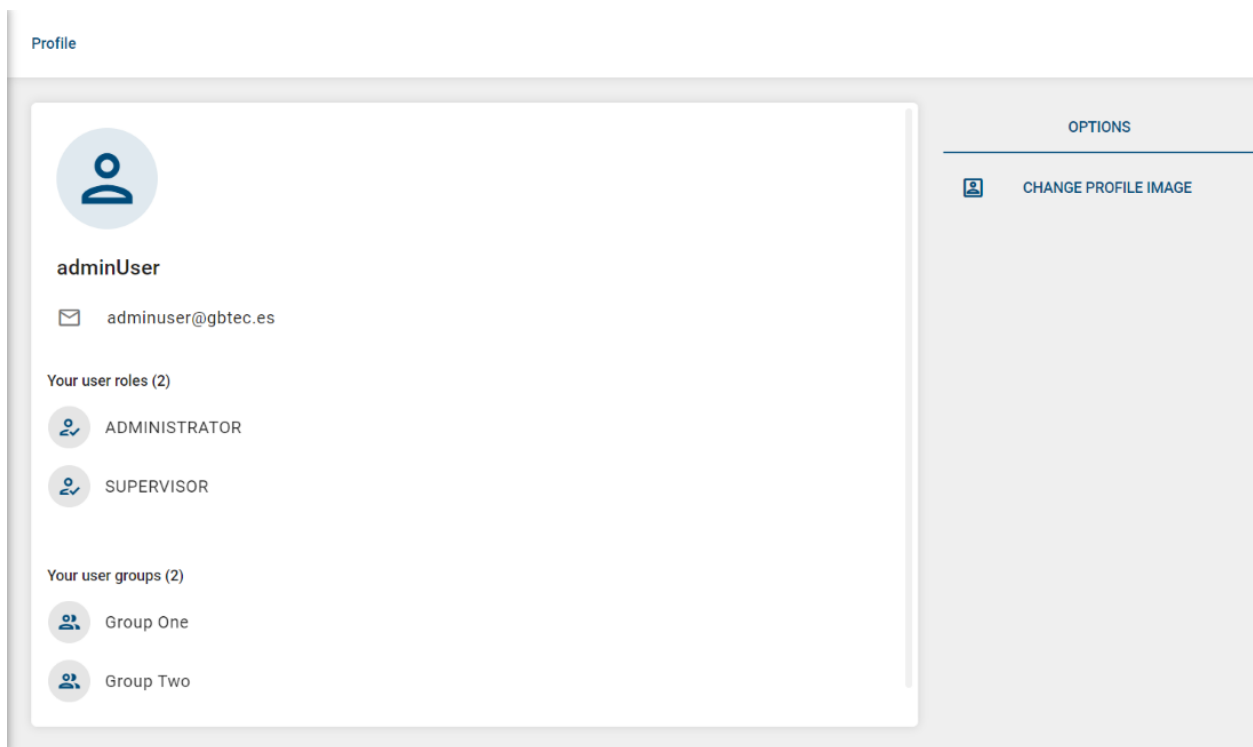 Profile
adminUser
adminuser@gbtec.es
Your user roles (2)
ADMINISTRATOR
SUPERVISOR
Your user groups (2)
Group One
Group Two
OPTIONS
CHANGE PROFILE IMAGE